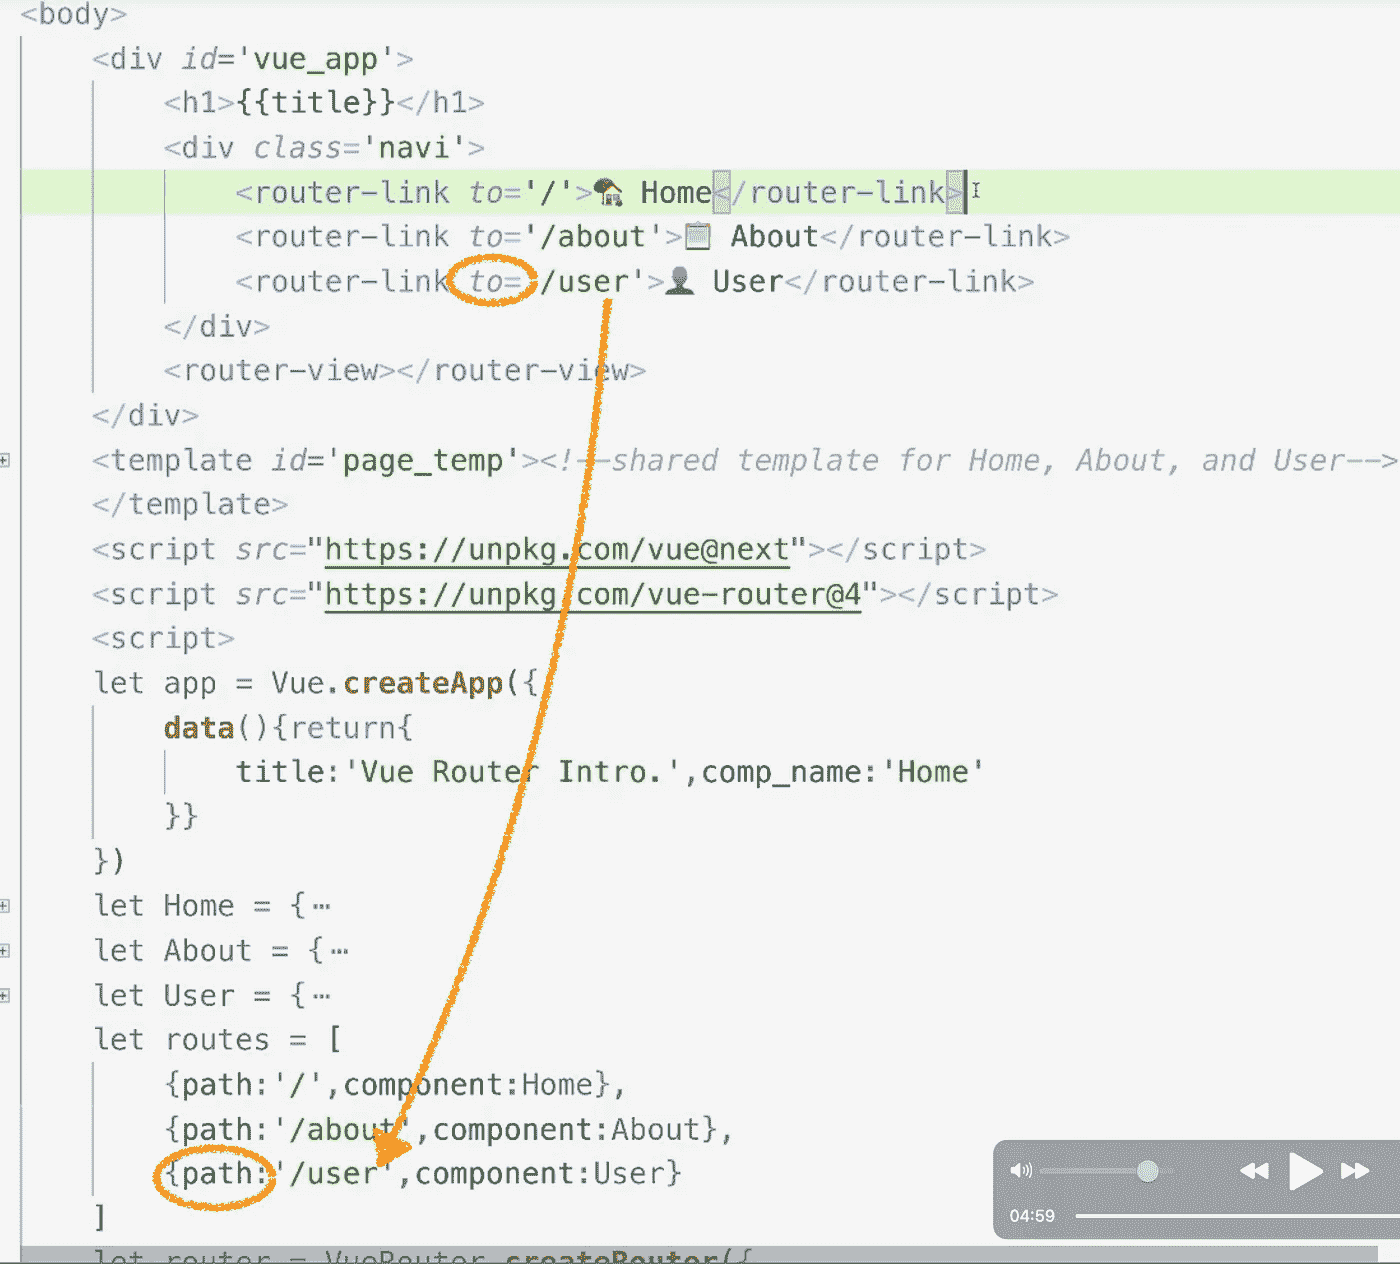 <body>
<div id='vue_app'>
<h1>{{title}}</h1>
<div class='navi'>
<router-link to='/'>🏠 Home</router-link>
<router-link to='/about'>📋 About</router-link>
<router-link to='/user'>👤 User</router-link>
</div>
<router-view></router-view>
</div>
<template id='page_temp'><!--shared template for Home, About, and User-->
</template>
<script src="https://unpkg.com/vue@next"></script>
<script src="https://unpkg.com/vue-router@4"></script>
<script>
let app = Vue.createApp({
data(){return{
title:'Vue Router Intro.',comp_name:'Home'
}}
})
let Home = {⋯
let About = {⋯
let User = {⋯
let routes = [
{path:'/',component:Home},
{path:'/about',component:About},
{path:'/user',component:User}
]
let router = VueRouter.createRouter({
04:59